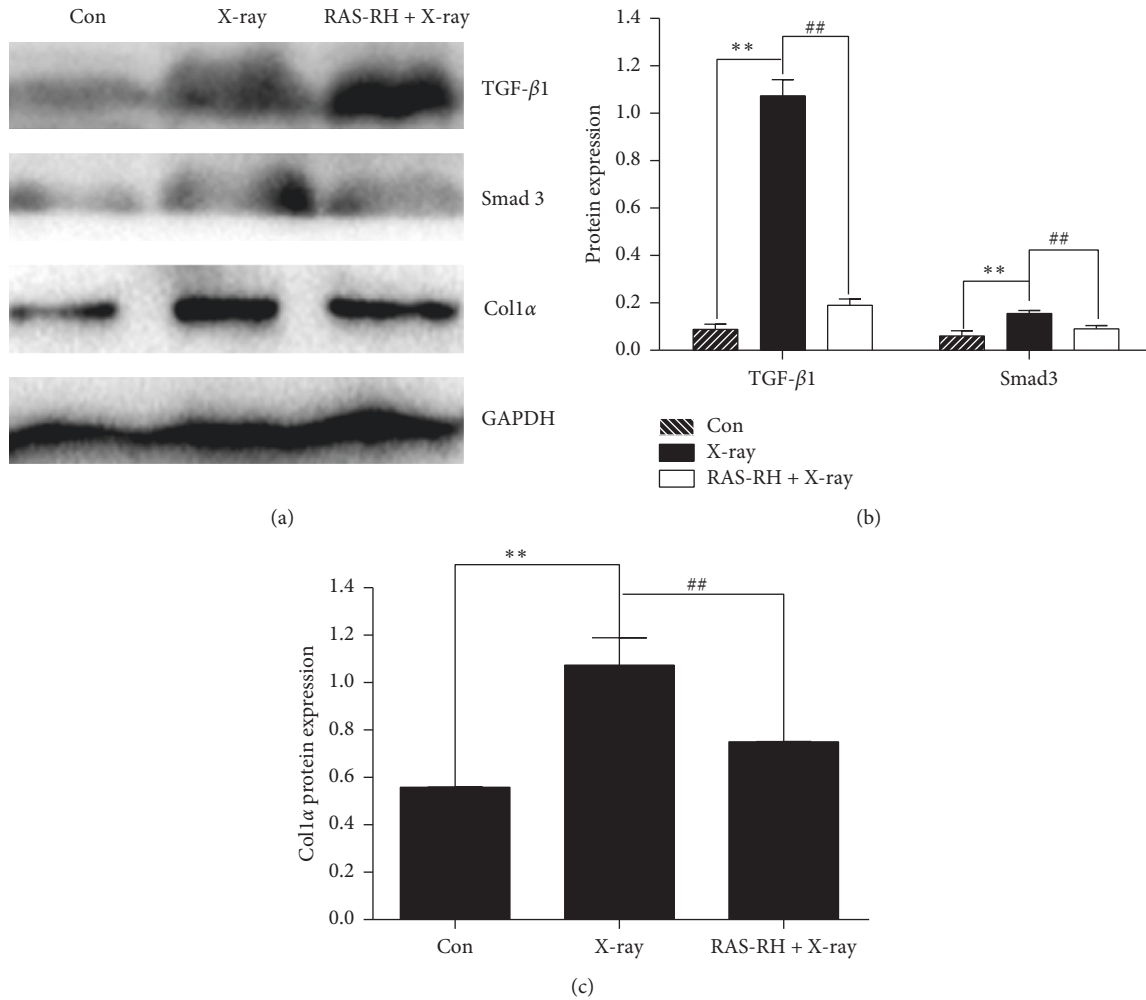 Con X-ray RAS-RH + X-ray
TGF-β1
Smad 3
Col1α
GAPDH
(a)
Protein expression
1.4
1.2
1.0
0.8
0.6
0.4
0.2
0.0
** ##
** ##
TGF-β1 Smad3
Con
X-ray
RAS-RH + X-ray
(b)
Col1α protein expression
1.4
1.2
1.0
0.8
0.6
0.4
0.2
0.0
**
##
Con X-ray RAS-RH + X-ray
(c)